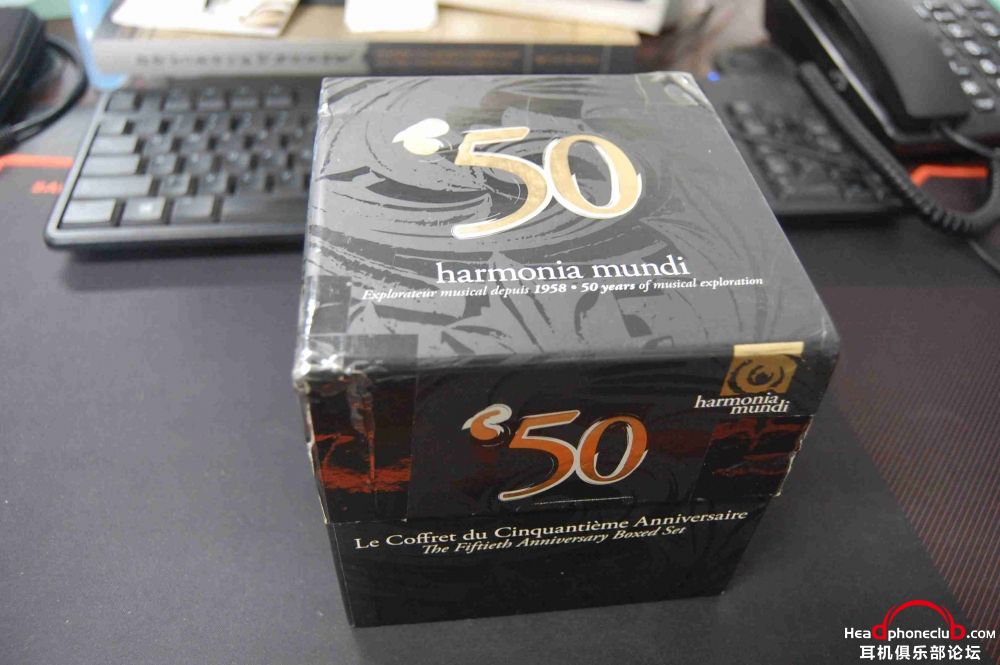 '50
harmonia mundi
Explorateur musical depuis 1958 • 50 years of musical exploration
harmonia
mundi
'50
Le Coffret du Cinquantième Anniversaire
The Fiftieth Anniversary Boxed Set
Headphoneclub.com
耳机俱乐部论坛